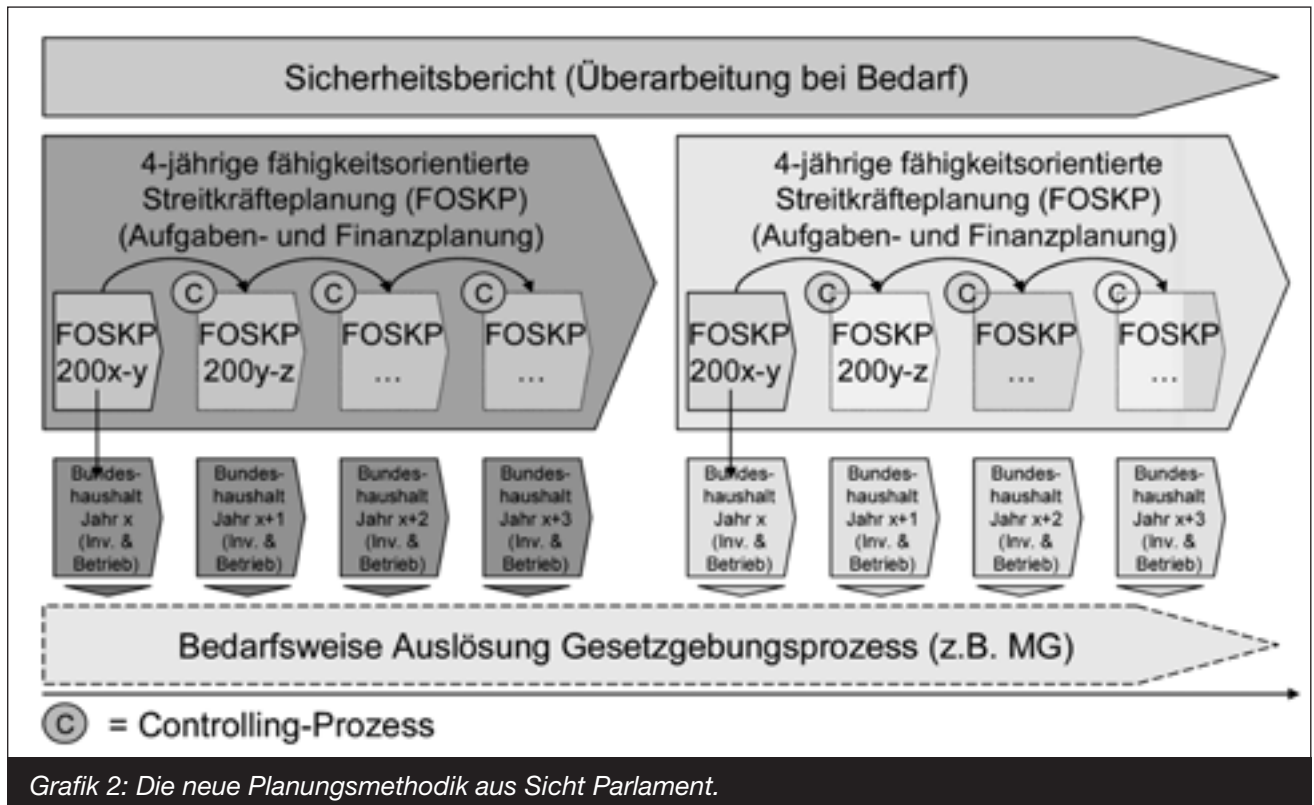 Sicherheitsbericht (Überarbeitung bei Bedarf)
4-jährige fähigkeitsorientierte
Streitkräfteplanung (FOSKP)
(Aufgaben- und Finanzplanung)
C
C
C
FOSKP
200x-y
FOSKP
200y-z
FOSKP
...
FOSKP
...
4-jährige fähigkeitsorientierte
Streitkräfteplanung (FOSKP)
(Aufgaben- und Finanzplanung)
C
C
C
FOSKP
200x-y
FOSKP
200y-z
FOSKP
...
FOSKP
...
Bundes-
haushalt
Jahr x
(Inv. &
Betrieb)
Bundes-
haushalt
Jahr x+1
(Inv. &
Betrieb)
Bundes-
haushalt
Jahr x+2
(Inv. &
Betrieb)
Bundes-
haushalt
Jahr x+3
(Inv. &
Betrieb)
Bundes-
haushalt
Jahr x
(Inv. &
Betrieb)
Bundes-
haushalt
Jahr x+1
(Inv. &
Betrieb)
Bundes-
haushalt
Jahr x+2
(Inv. &
Betrieb)
Bundes-
haushalt
Jahr x+3
(Inv. &
Betrieb)
Bedarfsweise Auslösung Gesetzgebungsprozess (z.B. MG)
C = Controlling-Prozess
Grafik 2: Die neue Planungsmethodik aus Sicht Parlament.